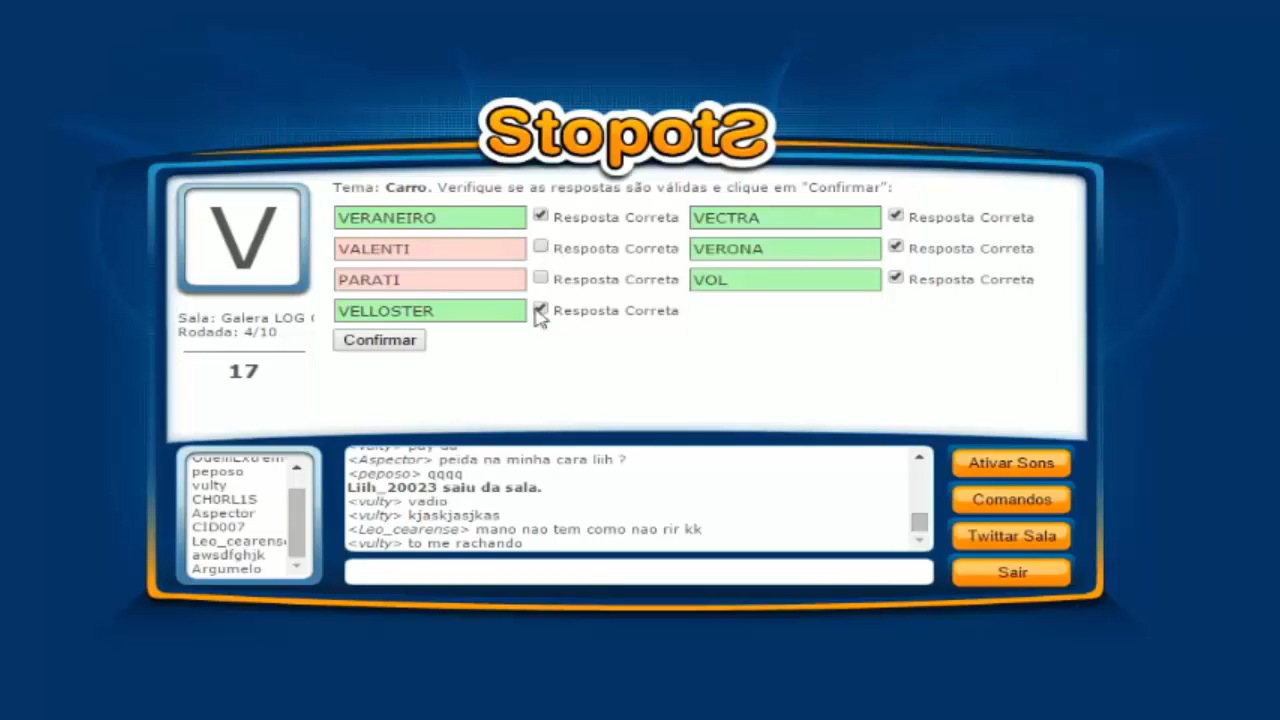 StopotS
V
Tema: Carro. Verifique se as respostas são válidas e clique em "Confirmar":
VERANEIRO Resposta Correta VECTRA Resposta Correta
VALENTI Resposta Correta VERONA Resposta Correta
PARATI Resposta Correta VOL Resposta Correta
VELLOSTER Resposta Correta
Confirmar
Sala: Galera LOG
Rodada: 4/10
17
peposo
vulty
CH0RL1S
Aspector
CID007
Leo_cearens
awsdfghjk
Argumelo
<Aspector> peida na minha cara liih ?
<peposo> qqqq
Liih_20023 saiu da sala.
<vulty> vadio
<vulty> kjaskjasjkas
<Leo_cearense> mano nao tem como nao rir kk
<vulty> to me rachando
Ativar Sons
Comandos
Twittar Sala
Sair